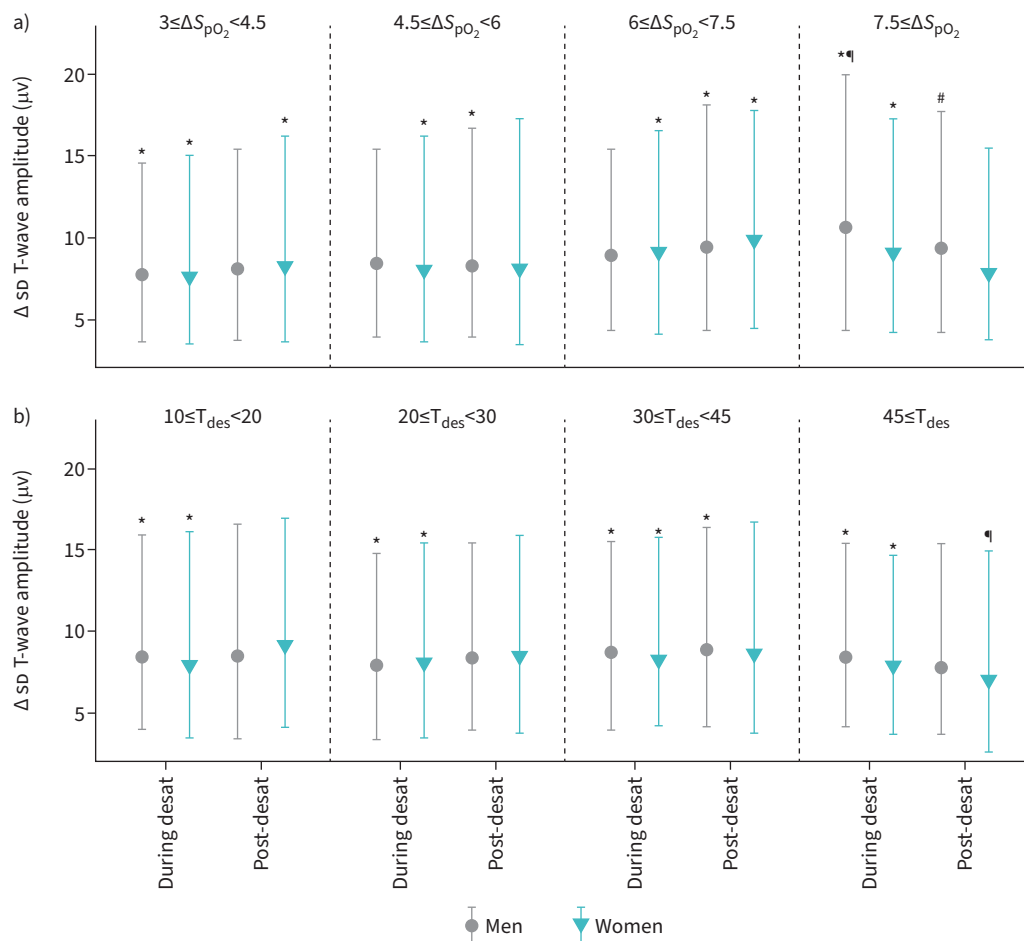 a) 3≤ΔSpO2<4.5 4.5≤ΔSpO2<6 6≤ΔSpO2<7.5 7.5≤ΔSpO2
Δ SD T-wave amplitude (μv)
20
15
10
5
* * * * * * * * *¶ * #
b) 10≤Tdes<20 20≤Tdes<30 30≤Tdes<45 45≤Tdes
Δ SD T-wave amplitude (μv)
20
15
10
5
* * * * * * * * * ¶
During desat Post-desat During desat Post-desat During desat Post-desat During desat Post-desat
Men Women